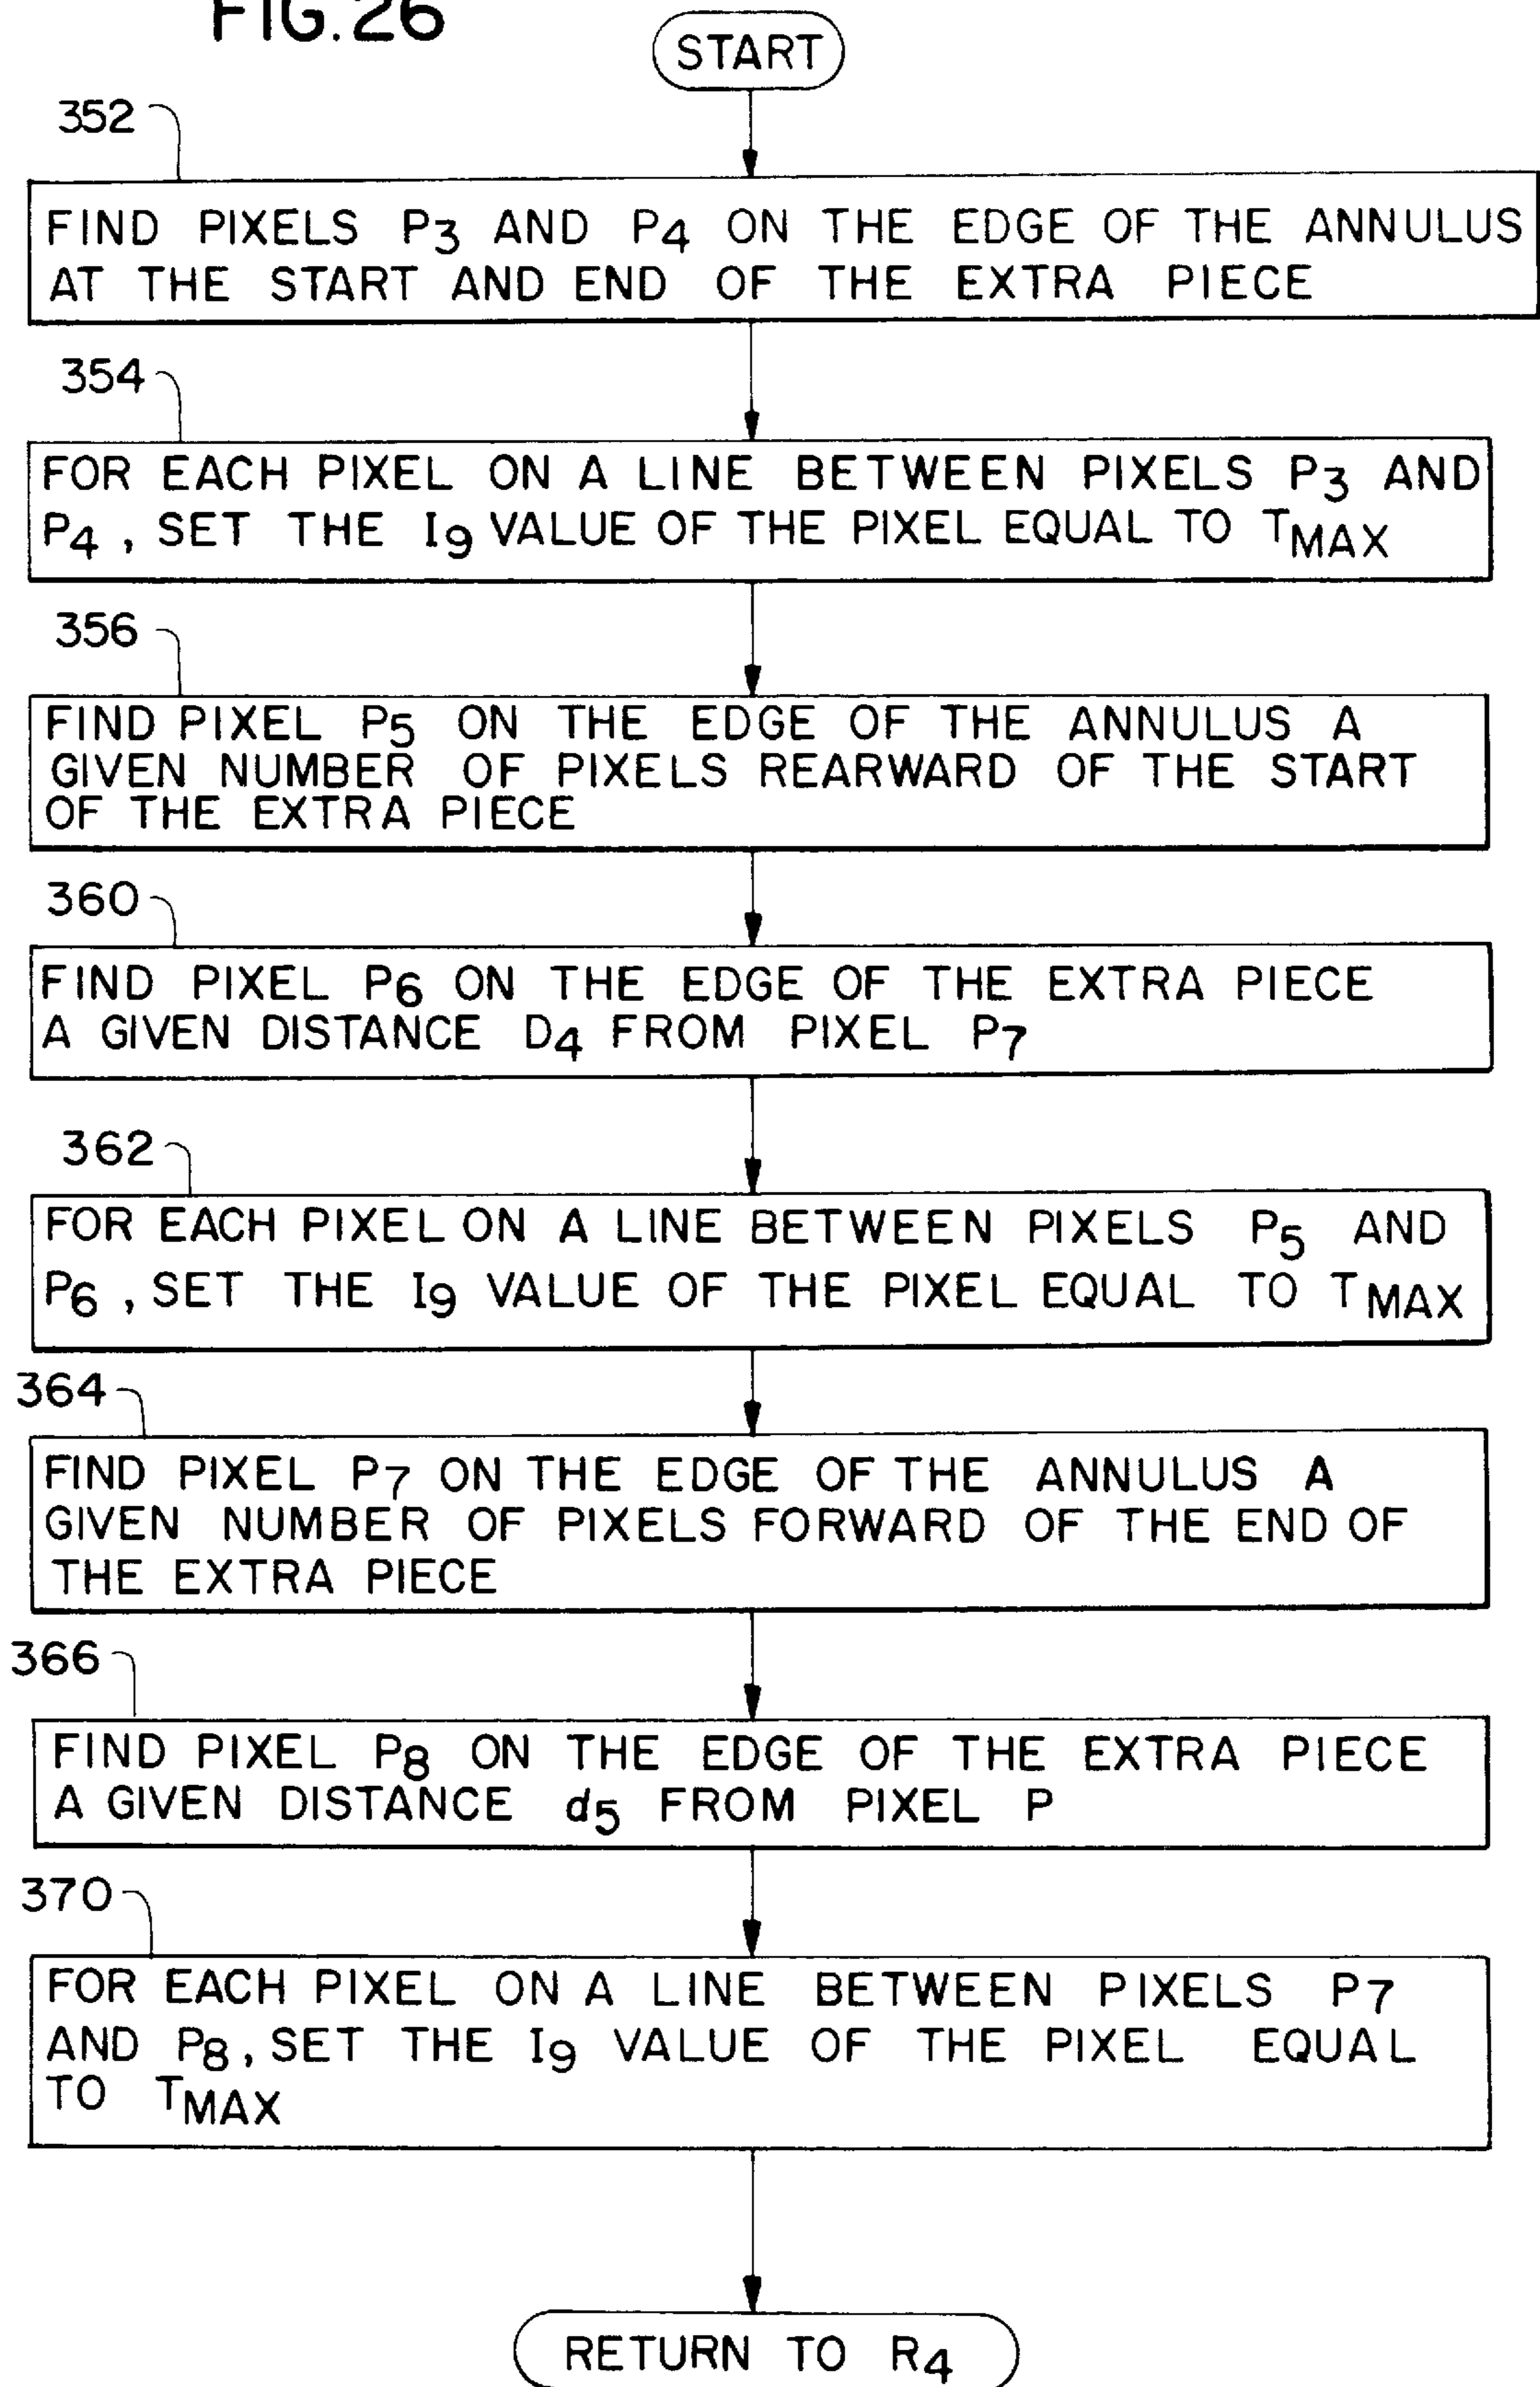 FIG. 26
START
352
FIND PIXELS P3 AND P4 ON THE EDGE OF THE ANNULUS
AT THE START AND END OF THE EXTRA PIECE
354
FOR EACH PIXEL ON A LINE BETWEEN PIXELS P3 AND
P4, SET THE I9 VALUE OF THE PIXEL EQUAL TO TMAX
356
FIND PIXEL P5 ON THE EDGE OF THE ANNULUS A
GIVEN NUMBER OF PIXELS REARWARD OF THE START
OF THE EXTRA PIECE
360
FIND PIXEL P6 ON THE EDGE OF THE EXTRA PIECE
A GIVEN DISTANCE D4 FROM PIXEL P7
362
FOR EACH PIXEL ON A LINE BETWEEN PIXELS P5 AND
P6, SET THE I9 VALUE OF THE PIXEL EQUAL TO TMAX
364
FIND PIXEL P7 ON THE EDGE OF THE ANNULUS A
GIVEN NUMBER OF PIXELS FORWARD OF THE END OF
THE EXTRA PIECE
366
FIND PIXEL P8 ON THE EDGE OF THE EXTRA PIECE
A GIVEN DISTANCE d5 FROM PIXEL P
370
FOR EACH PIXEL ON A LINE BETWEEN PIXELS P7
AND P8, SET THE I9 VALUE OF THE PIXEL EQUAL
TO TMAX
RETURN TO R4